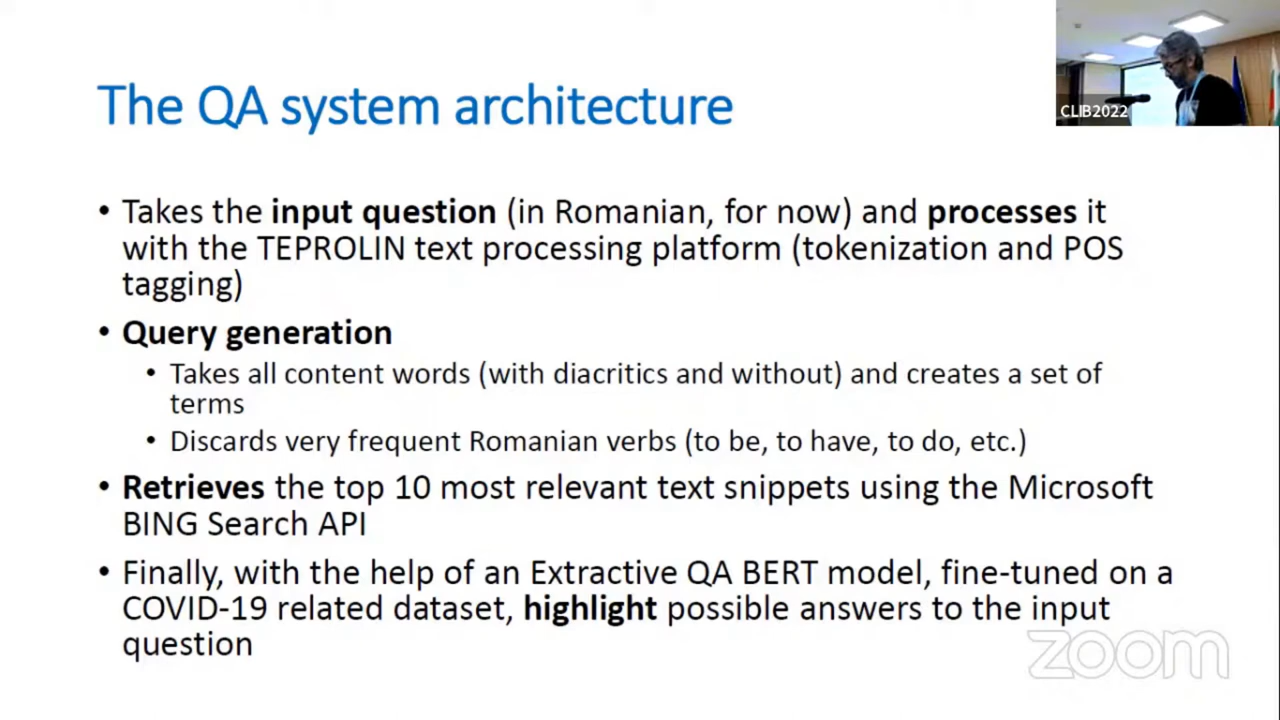 The QA system architecture
CLIB2022
• Takes the input question (in Romanian, for now) and processes it
with the TEPROLIN text processing platform (tokenization and POS
tagging)
• Query generation
• Takes all content words (with diacritics and without) and creates a set of
terms
• Discards very frequent Romanian verbs (to be, to have, to do, etc.)
• Retrieves the top 10 most relevant text snippets using the Microsoft
BING Search API
• Finally, with the help of an Extractive QA BERT model, fine-tuned on a
COVID-19 related dataset, highlight possible answers to the input
question
zoom